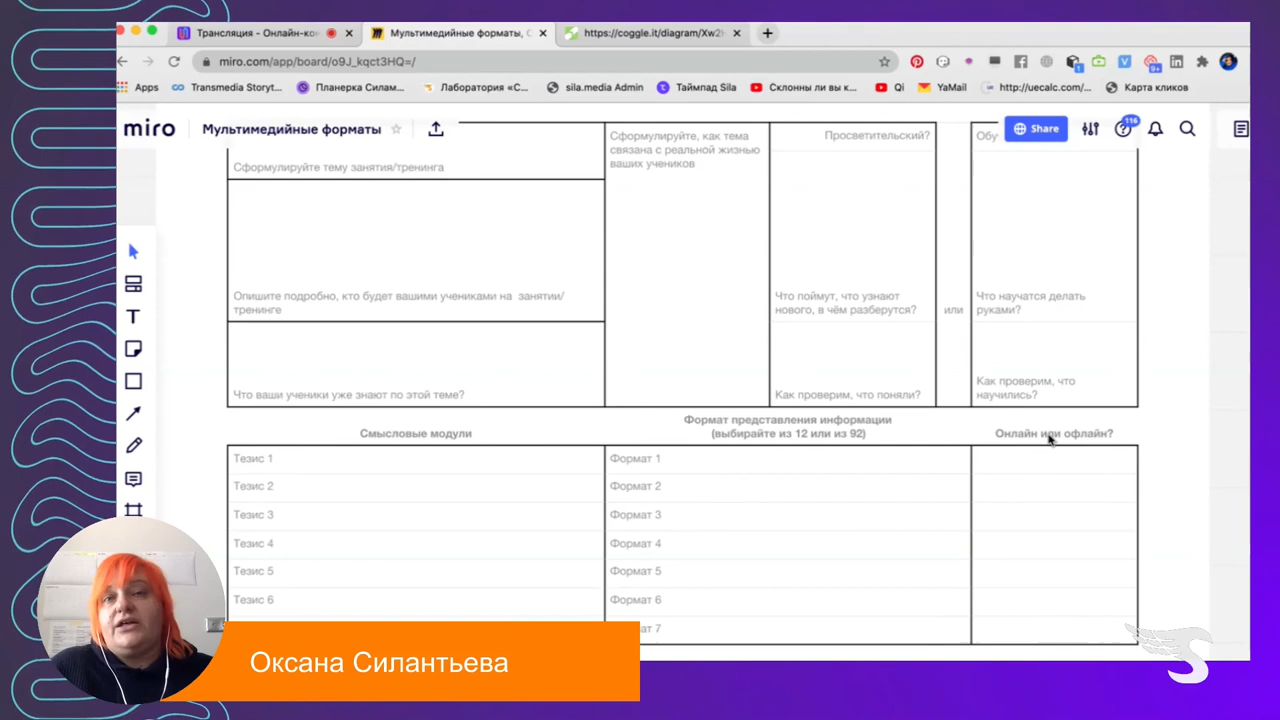 Трансляция - Онлайн-кон
Мультимедийные форматы, С
https://coggle.it/diagram/Xw2
miro.com/app/board/o9J_kqct3HQ=/
Apps
Transmedia Storyt...
Планерка Силам...
Лаборатория «С...
sila.media Admin
Таймпад Sila
Склонны ли вы к...
Qi
YaMail
http://uecalc.com/...
Карта кликов
miro
Мультимедийные форматы
Share
116
9+
1
Сформулируйте тему занятия/тренинга
Сформулируйте, как тема
связана с реальной жизнью
ваших учеников
Просветительский?
Обу
Опишите подробно, кто будет вашими учениками на занятии/
тренинге
Что поймут, что узнают
нового, в чём разберутся?
или
Что научатся делать
руками?
Что ваши ученики уже знают по этой теме?
Как проверим, что поняли?
Как проверим, что
научились?
Смысловые модули
Формат представления информации
(выбирайте из 12 или из 92)
Онлайн или офлайн?
Тезис 1
Формат 1
Тезис 2
Формат 2
Тезис 3
Формат 3
Тезис 4
Формат 4
Тезис 5
Формат 5
Тезис 6
Формат 6
ат 7
Оксана Силантьева